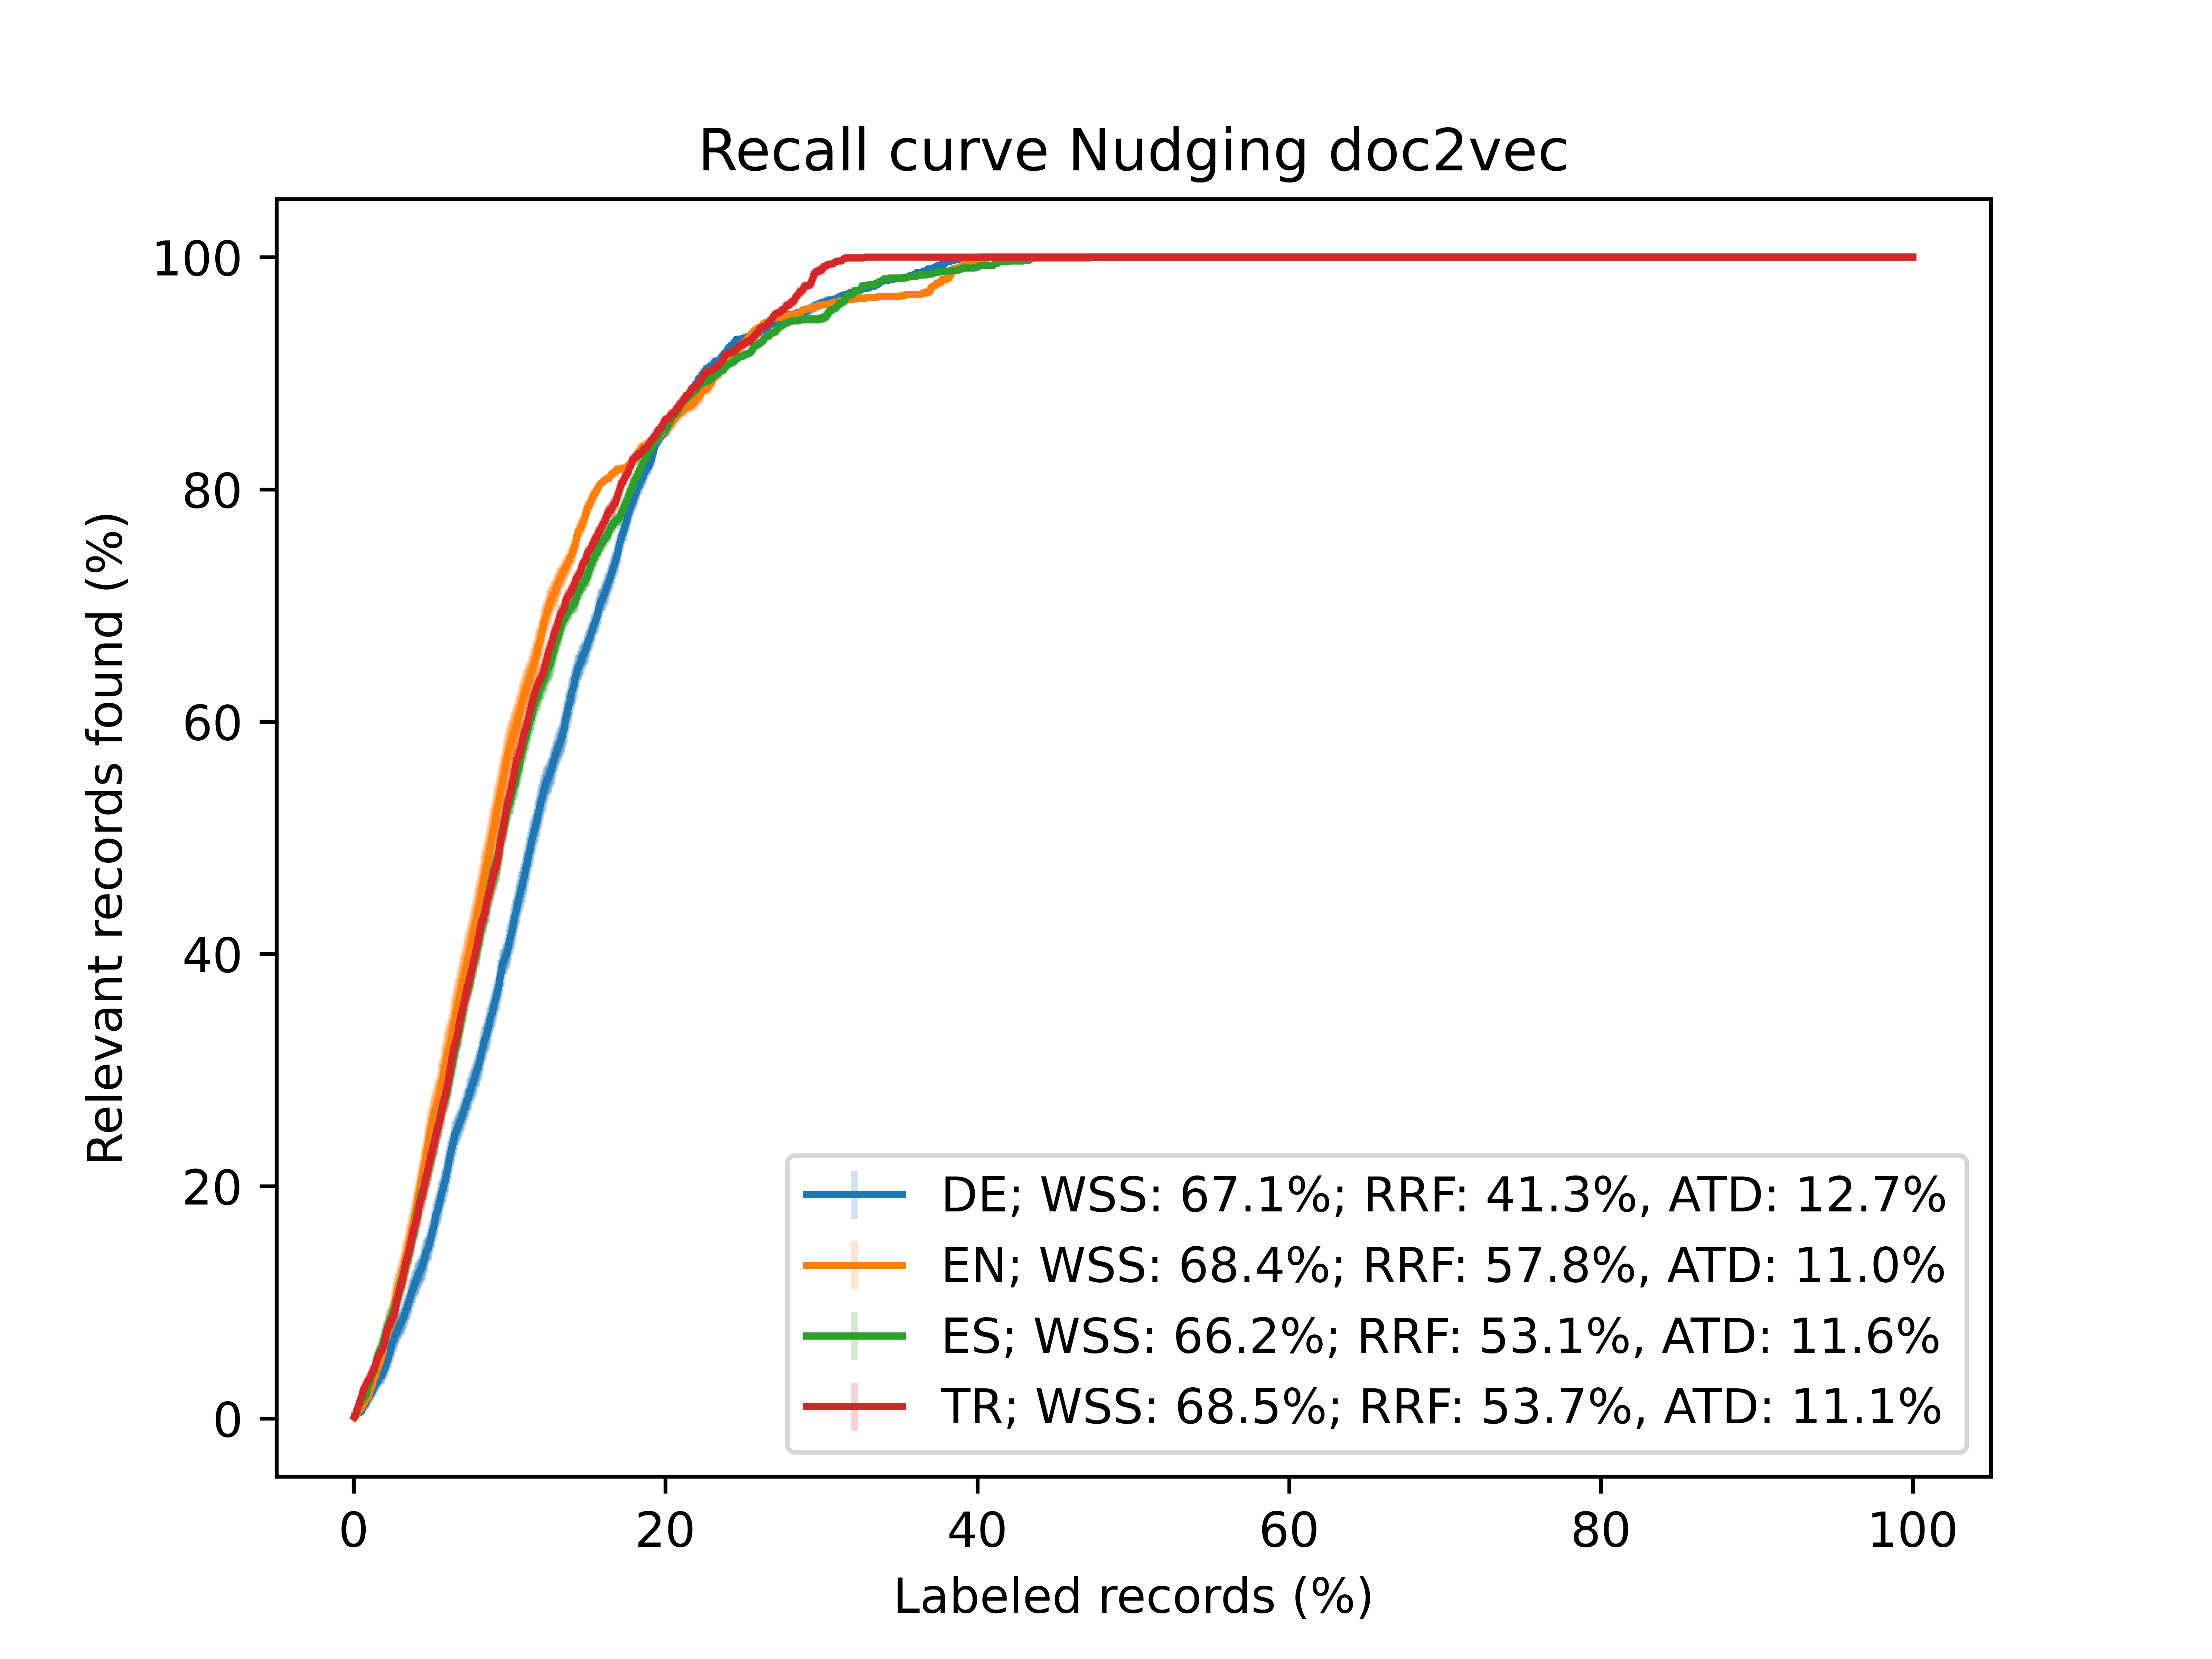 Recall curve Nudging doc2vec
Relevant records found (%)
100
80
60
40
20
0
DE; WSS: 67.1%; RRF: 41.3%, ATD: 12.7%
EN; WSS: 68.4%; RRF: 57.8%, ATD: 11.0%
ES; WSS: 66.2%; RRF: 53.1%, ATD: 11.6%
TR; WSS: 68.5%; RRF: 53.7%, ATD: 11.1%
0 20 40 60 80 100
Labeled records (%)